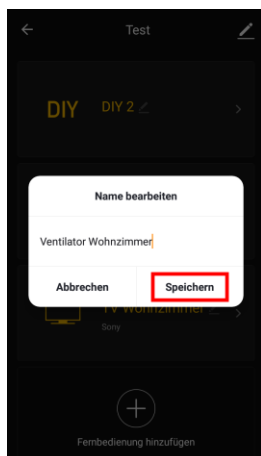 Test
DIY DIY 2
Name bearbeiten
Ventilator Wohnzimmer
Abbrechen Speichern
TV Wohnzimmer
Sony
Fernbedienung hinzufügen